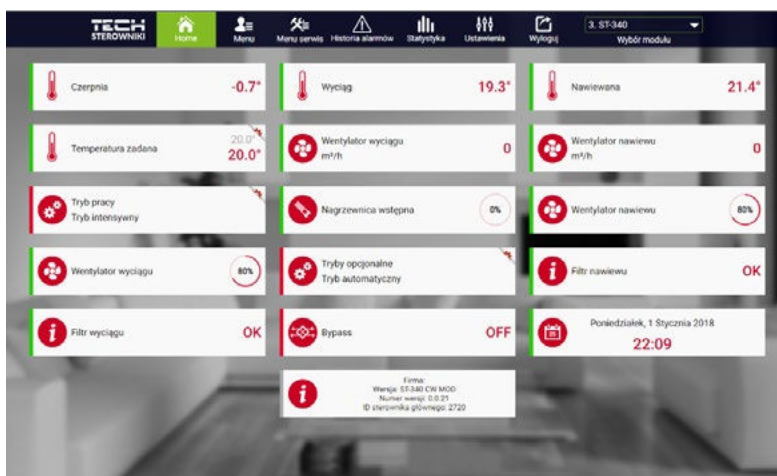 TECH
STEROWNIKI
Home
Menu
Menu serwis
Historia alarmów
Statystyka
Ustawienia
Wyloguj
3. ST-340
Wybór modułu
Czerpnia
-0.7°
Wyciąg
19.3°
Nawiewana
21.4°
Temperatura zadana
20.0°
20.0°
Wentylator wyciągu
m³/h
0
Wentylator nawiewu
m³/h
0
Tryb pracy
Tryb intensywny
Nagrzewnica wstępna
0%
Wentylator nawiewu
80%
Wentylator wyciągu
80%
Tryby opcjonalne
Tryb automatyczny
Filtr nawiewu
OK
Filtr wyciągu
OK
Bypass
OFF
Poniedziałek, 1 Stycznia 2018
22:09
Firma:
Wersja: ST-340 CW MOD
Numer wersji: 0.0.21
ID sterownika głównego: 2720